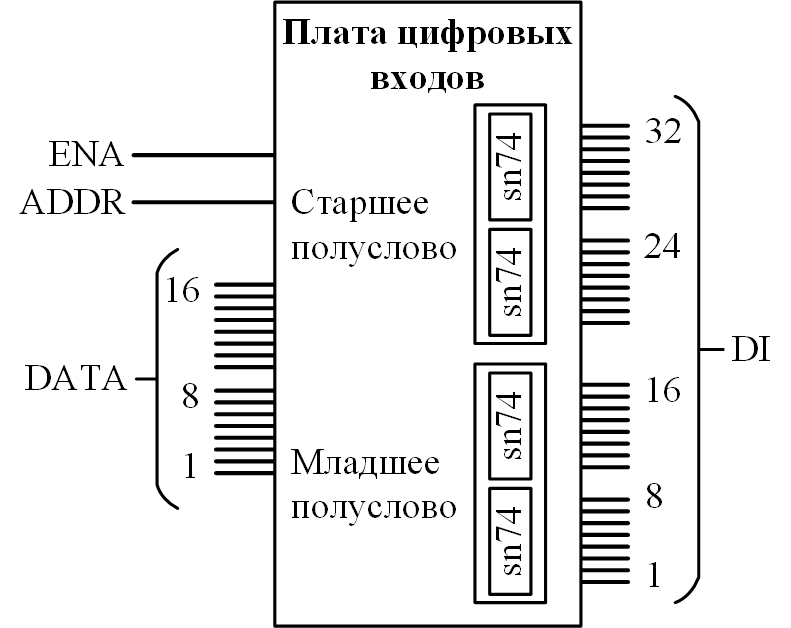 Плата цифровых
входов
ENA
ADDR
Старшее
полуслово
sn74
sn74
32
24
16
DATA
8
1
DI
Младшее
полуслово
sn74
sn74
16
8
1